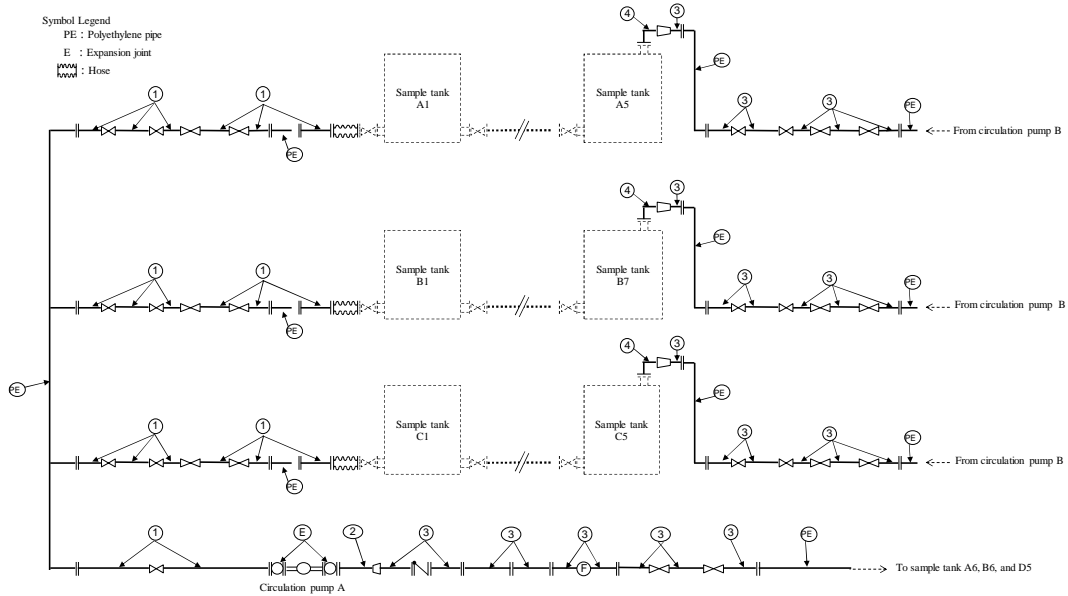 Symbol Legend
PE : Polyethylene pipe
E : Expansion joint
: Hose
4
3
PE
1
1
Sample tank
A1
Sample tank
A5
3
3
PE
PE
From circulation pump B
4
3
PE
1
1
Sample tank
B1
Sample tank
B7
3
3
PE
PE
From circulation pump B
4
3
PE
PE
1
1
Sample tank
C1
Sample tank
C5
3
3
PE
PE
From circulation pump B
1
E
2
3
3
3
3
3
PE
F
Circulation pump A
To sample tank A6, B6, and D5